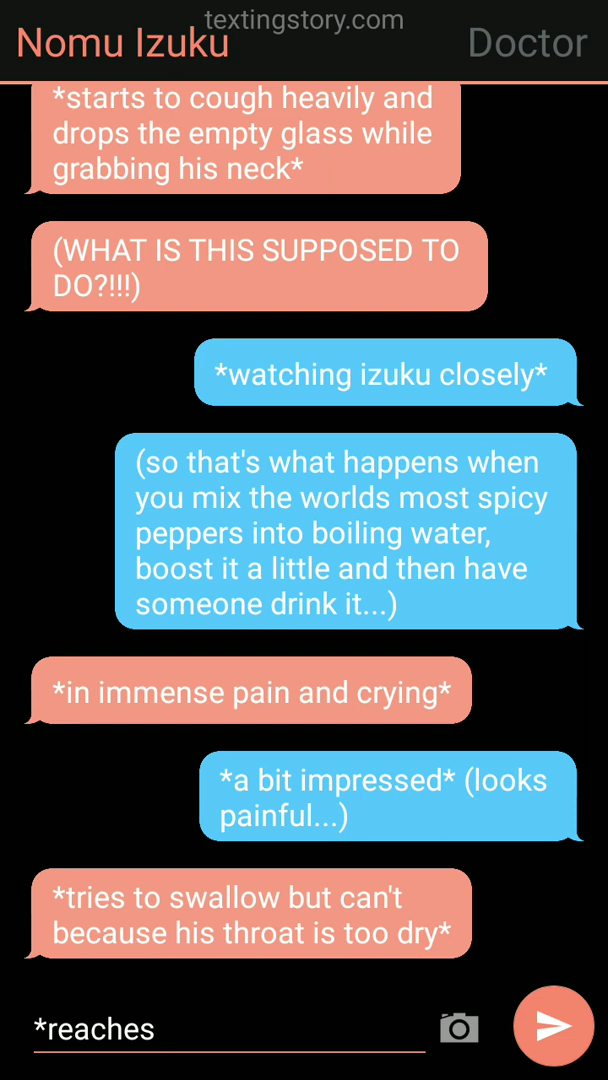 textingstory.com
Nomu Izuku
Doctor
*starts to cough heavily and
drops the empty glass while
grabbing his neck*
(WHAT IS THIS SUPPOSED TO
DO?!!!)
*watching izuku closely*
(so that's what happens when
you mix the worlds most spicy
peppers into boiling water,
boost it a little and then have
someone drink it...)
*in immense pain and crying*
*a bit impressed* (looks
painful...)
*tries to swallow but can't
because his throat is too dry*
*reaches